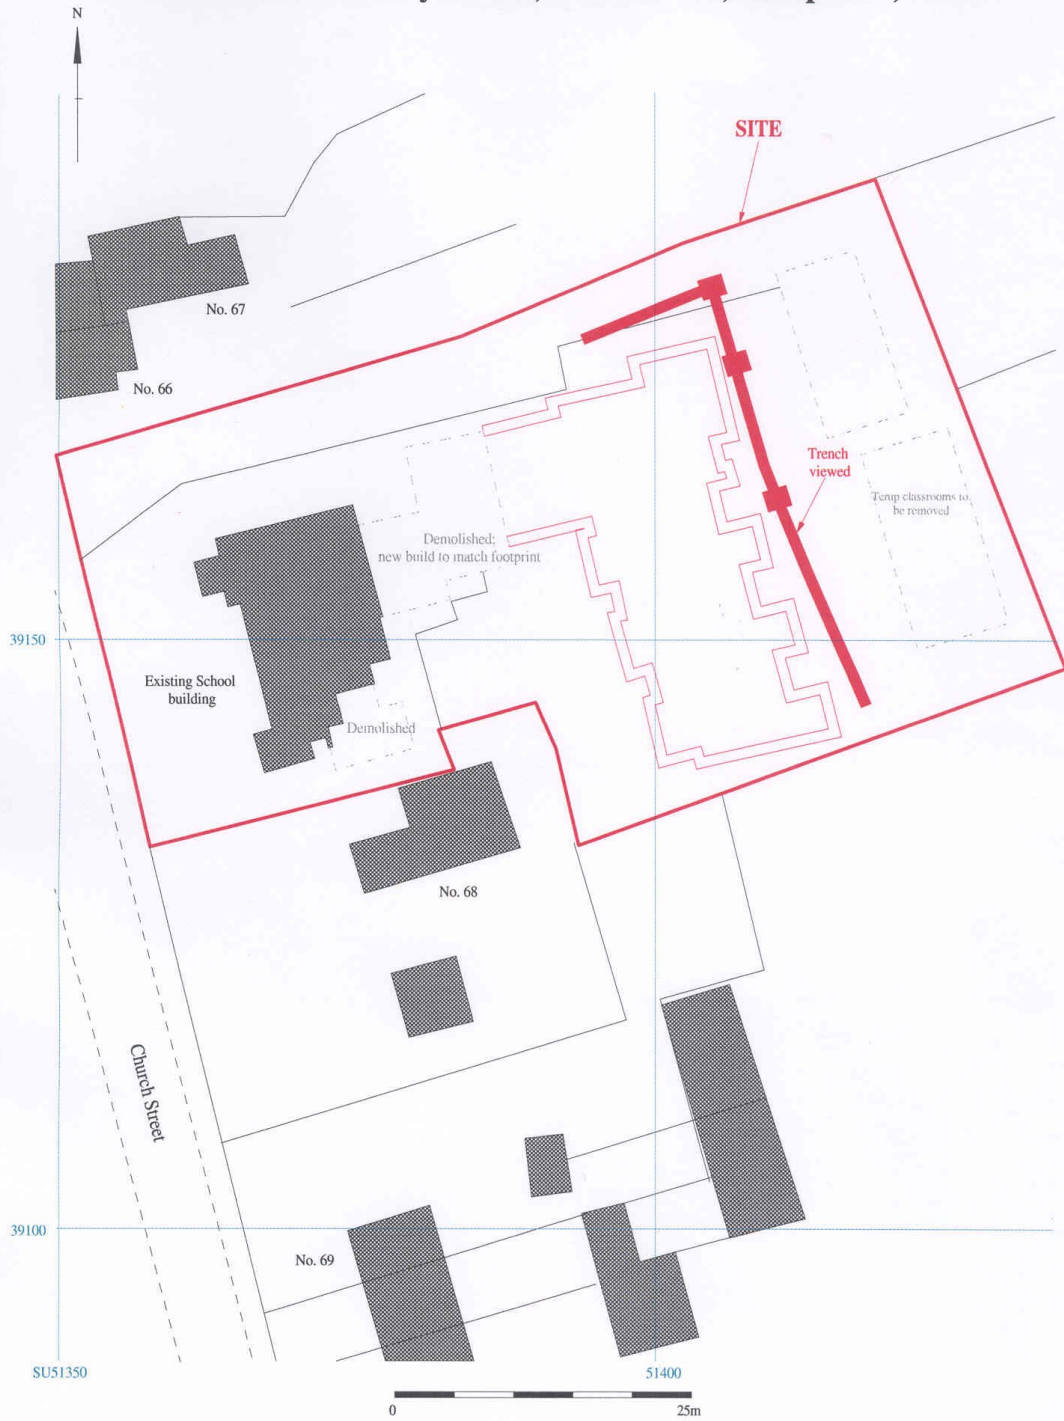 N
SITE
No. 67
No. 66
Trench
viewed
Temp classrooms to
be removed
Demolished:
new build to match footprint
39150
Existing School
building
Demolished
No. 68
Church Street
39100
No. 69
SU51350
51400
0
25m